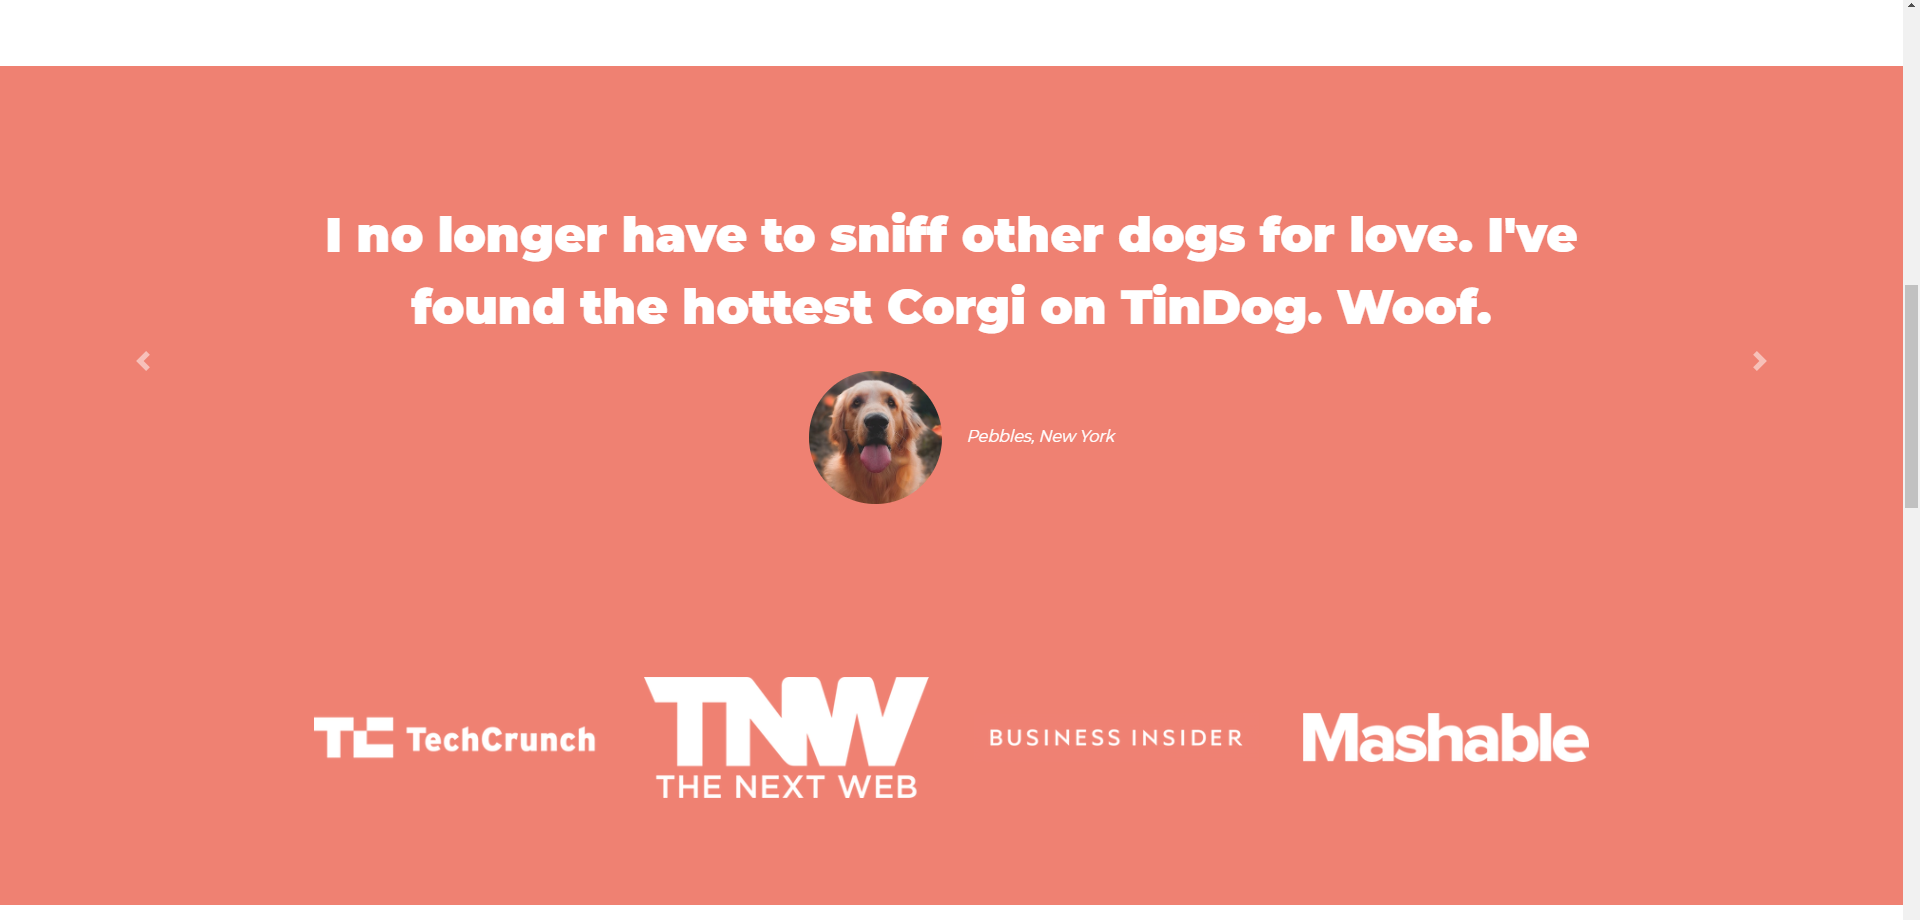 I no longer have to sniff other dogs for love. I've
found the hottest Corgi on TinDog. Woof.
Pebbles, New York
TC TechCrunch
TNW
THE NEXT WEB
BUSINESS INSIDER
Mashable